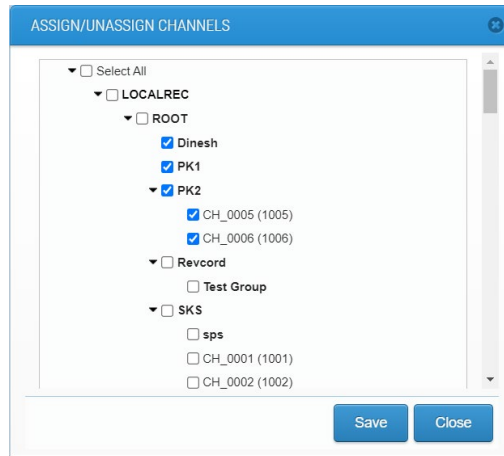 ASSIGN/UNASSIGN CHANNELS
Select All
LOCALREC
ROOT
Dinesh
PK1
PK2
CH_0005 (1005)
CH_0006 (1006)
Revcord
Test Group
SKS
sps
CH_0001 (1001)
CH_0002 (1002)
Save Close